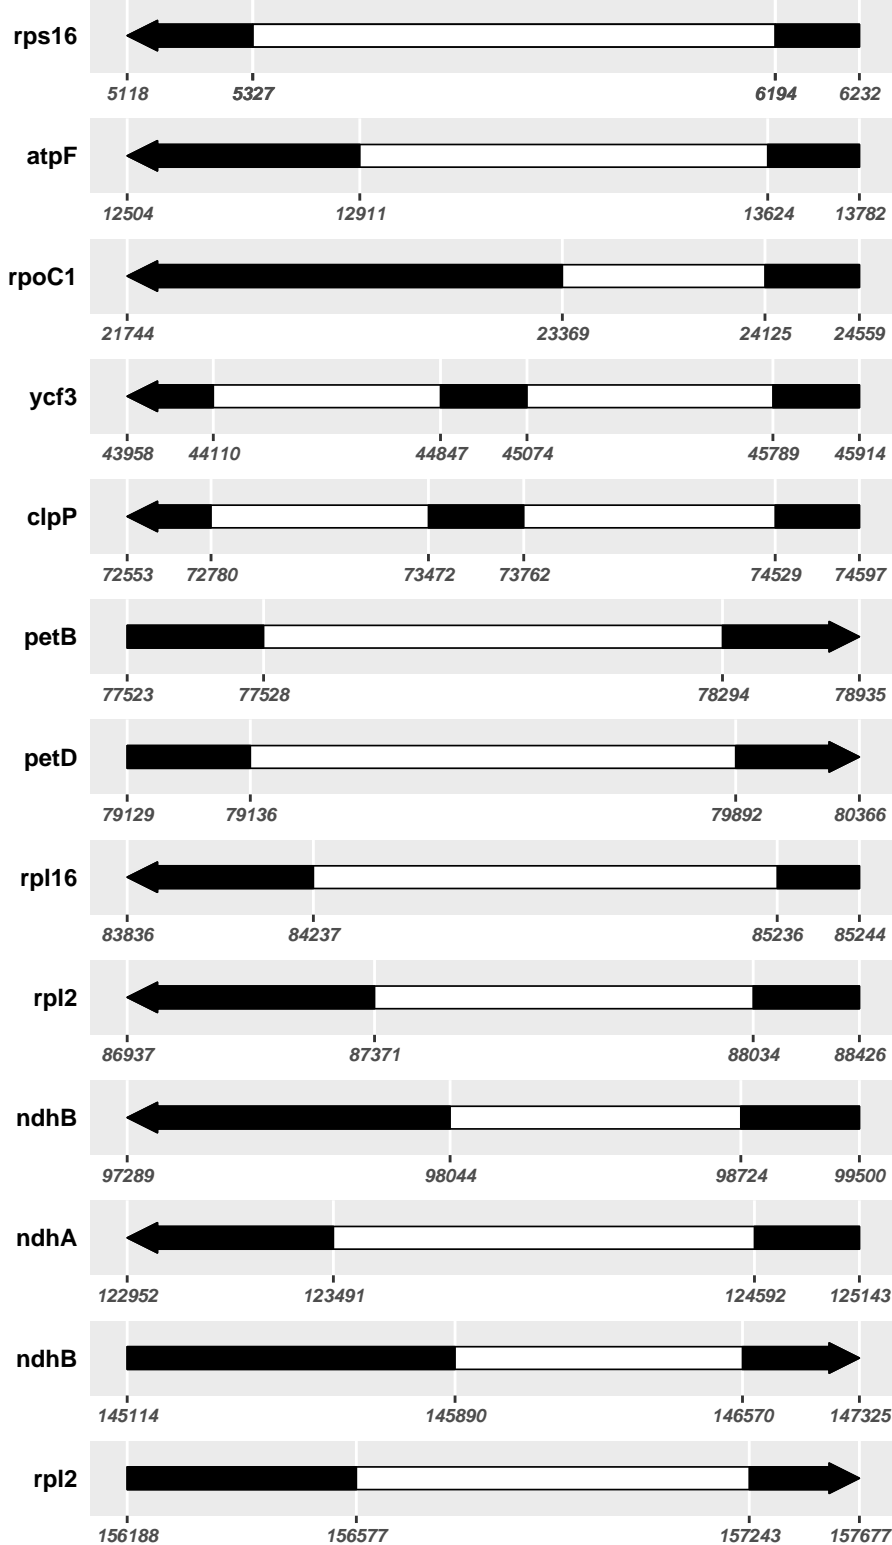 rps16
5118 5327 6194 6232
atpF
12504 12911 13624 13782
rpoC1
21744 23369 24125 24559
ycf3
43958 44110 44847 45074 45789 45914
clpP
72553 72780 73472 73762 74529 74597
petB
77523 77528 78294 78935
petD
79129 79136 79892 80366
rpl16
83836 84237 85236 85244
rpl2
86937 87371 88034 88426
ndhB
97289 98044 98724 99500
ndhA
122952 123491 124592 125143
ndhB
145114 145890 146570 147325
rpl2
156188 156577 157243 157677